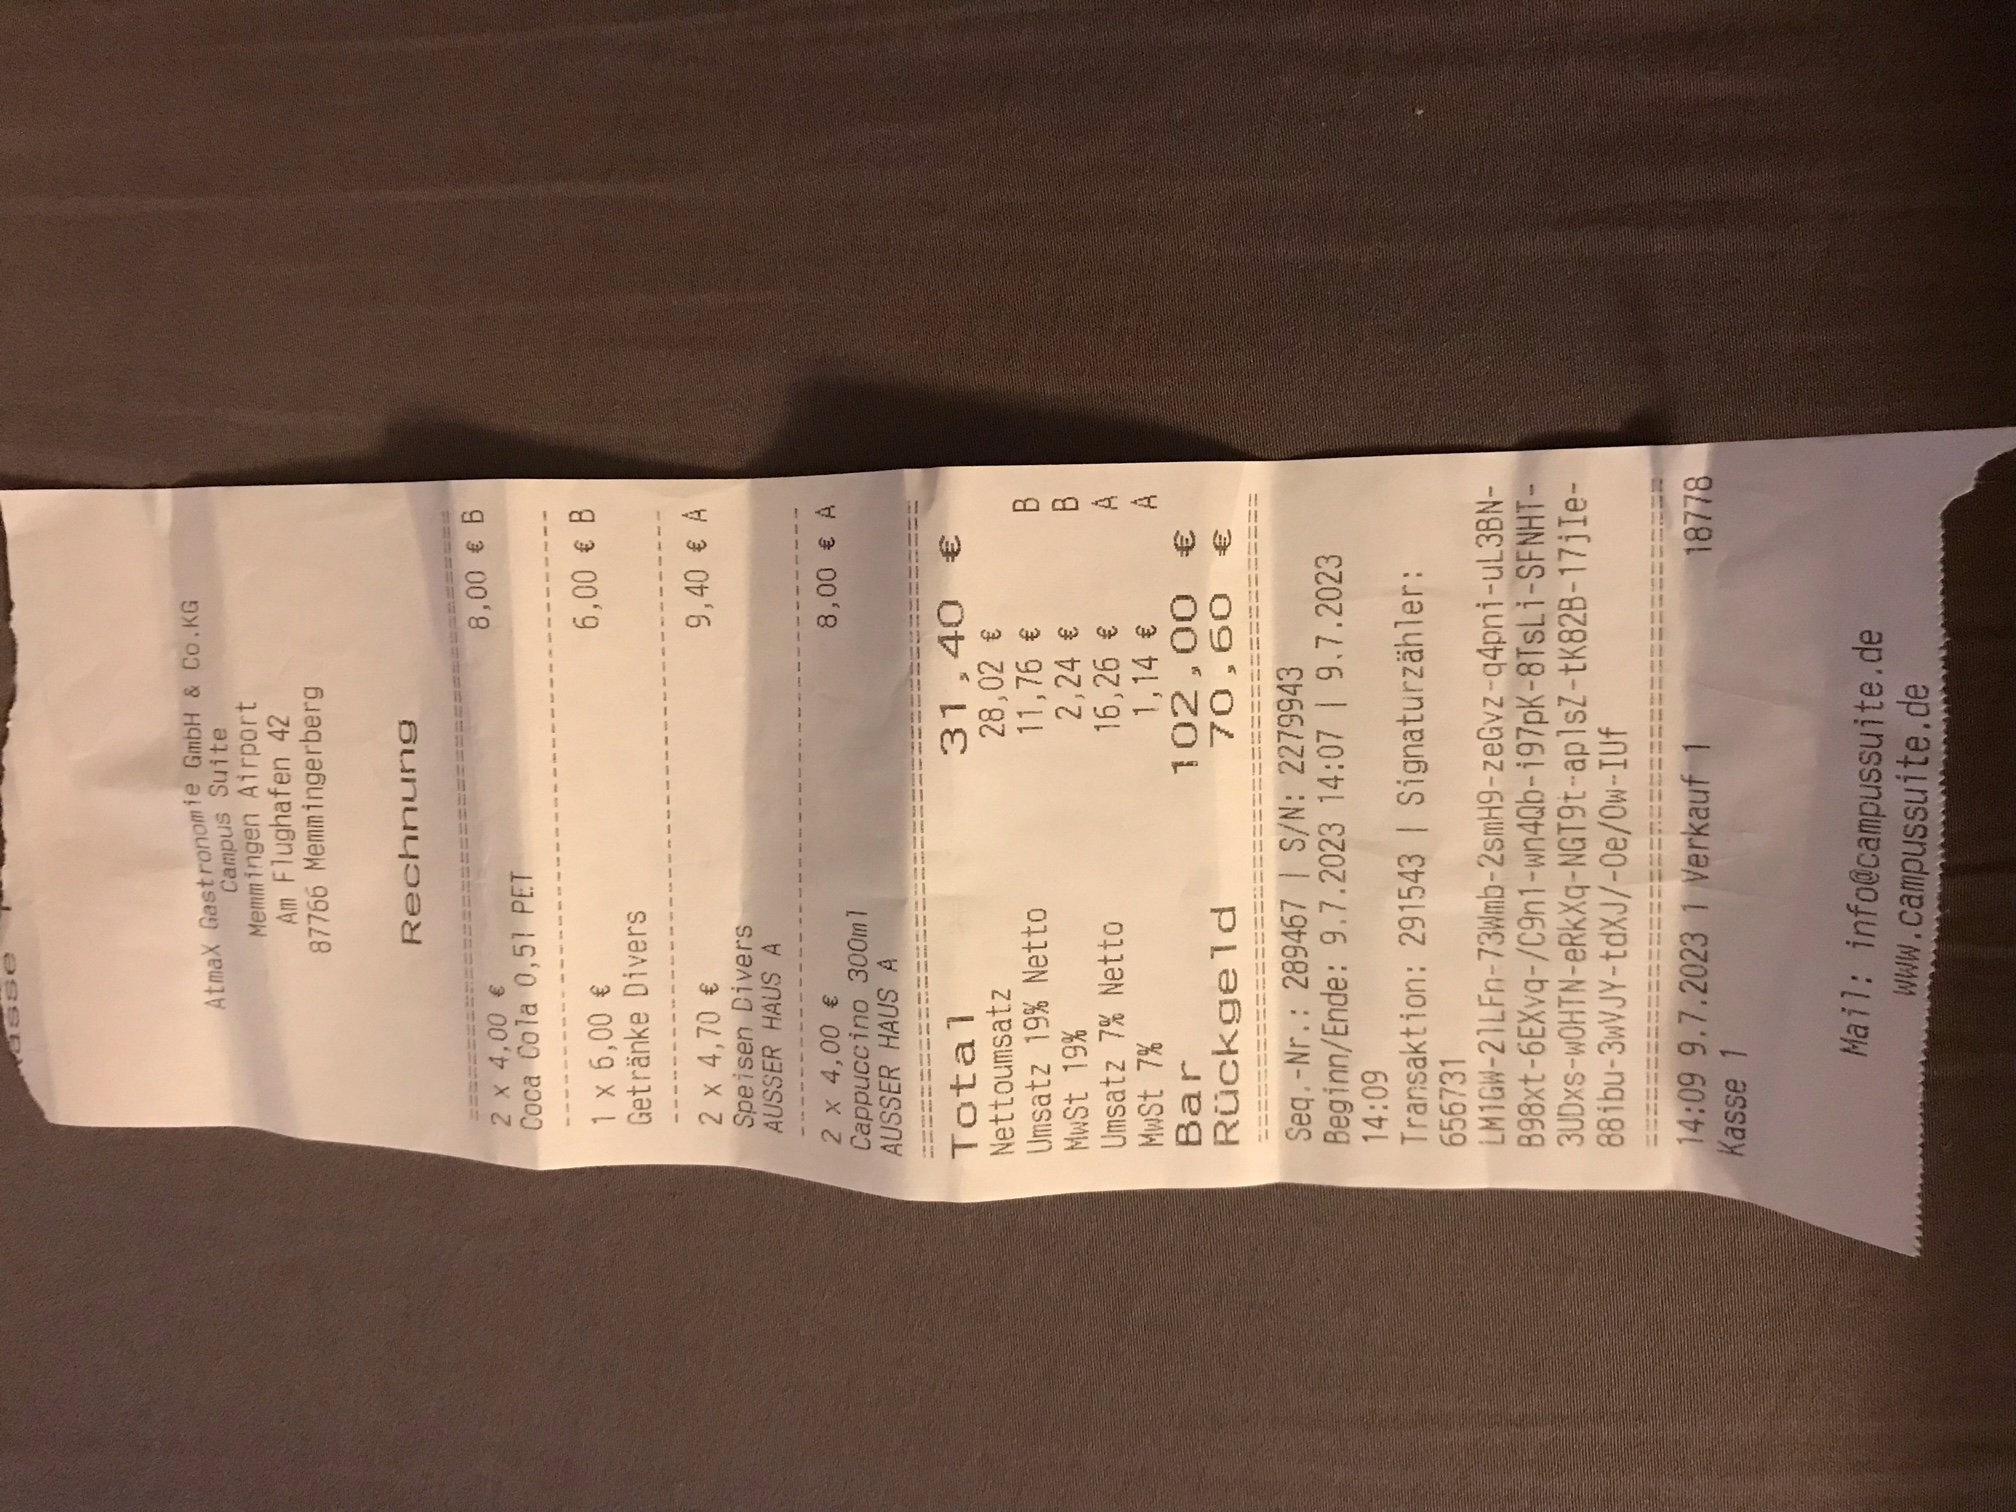 AtmaX Gastronomie GmbH & Co.KG
Campus Suite
Memmingen Airport
Am Flughafen 42
87766 Memmingerberg
Rechnung
2 x 4,00 € 8,00 € B
Coca Cola 0,5l PET
1 x 6,00 € 6,00 € B
Getränke Divers
2 x 4,70 € 9,40 € A
Speisen Divers
AUSSER HAUS A
2 x 4,00 € 8,00 € A
Cappuccino 300ml
AUSSER HAUS A
Total 31,40 €
Nettoumsatz 28,02 €
Umsatz 19% Netto 11,76 € B
MwSt 19% 2,24 € B
Umsatz 7% Netto 16,26 € A
MwSt 7% 1,14 € A
Bar 102,00 €
Rückgeld 70,60 €
Seq.-Nr.: 289467 | S/N: 2279943
Beginn/Ende: 9.7.2023 14:07 | 9.7.2023
14:09
Transaktion: 291543 | Signaturzähler:
656731
LM1GW-2lLFn-73Wmb-2smH9-zeGvz-q4pni-uL3BN-
B98xt-6EXvq-/C9n1-wn4Qb-i97pK-8TsLi-SFNHT-
3UDxs-wOHTN-eRkXq-NGT9t-aplsZ-tK82B-17jIe-
88ibu-3wVJY-tdXJ/-0e/0w-IUf
14:09 9.7.2023 1 Verkauf 1 18778
Kasse 1
Mail: info@campussuite.de
www.campussuite.de